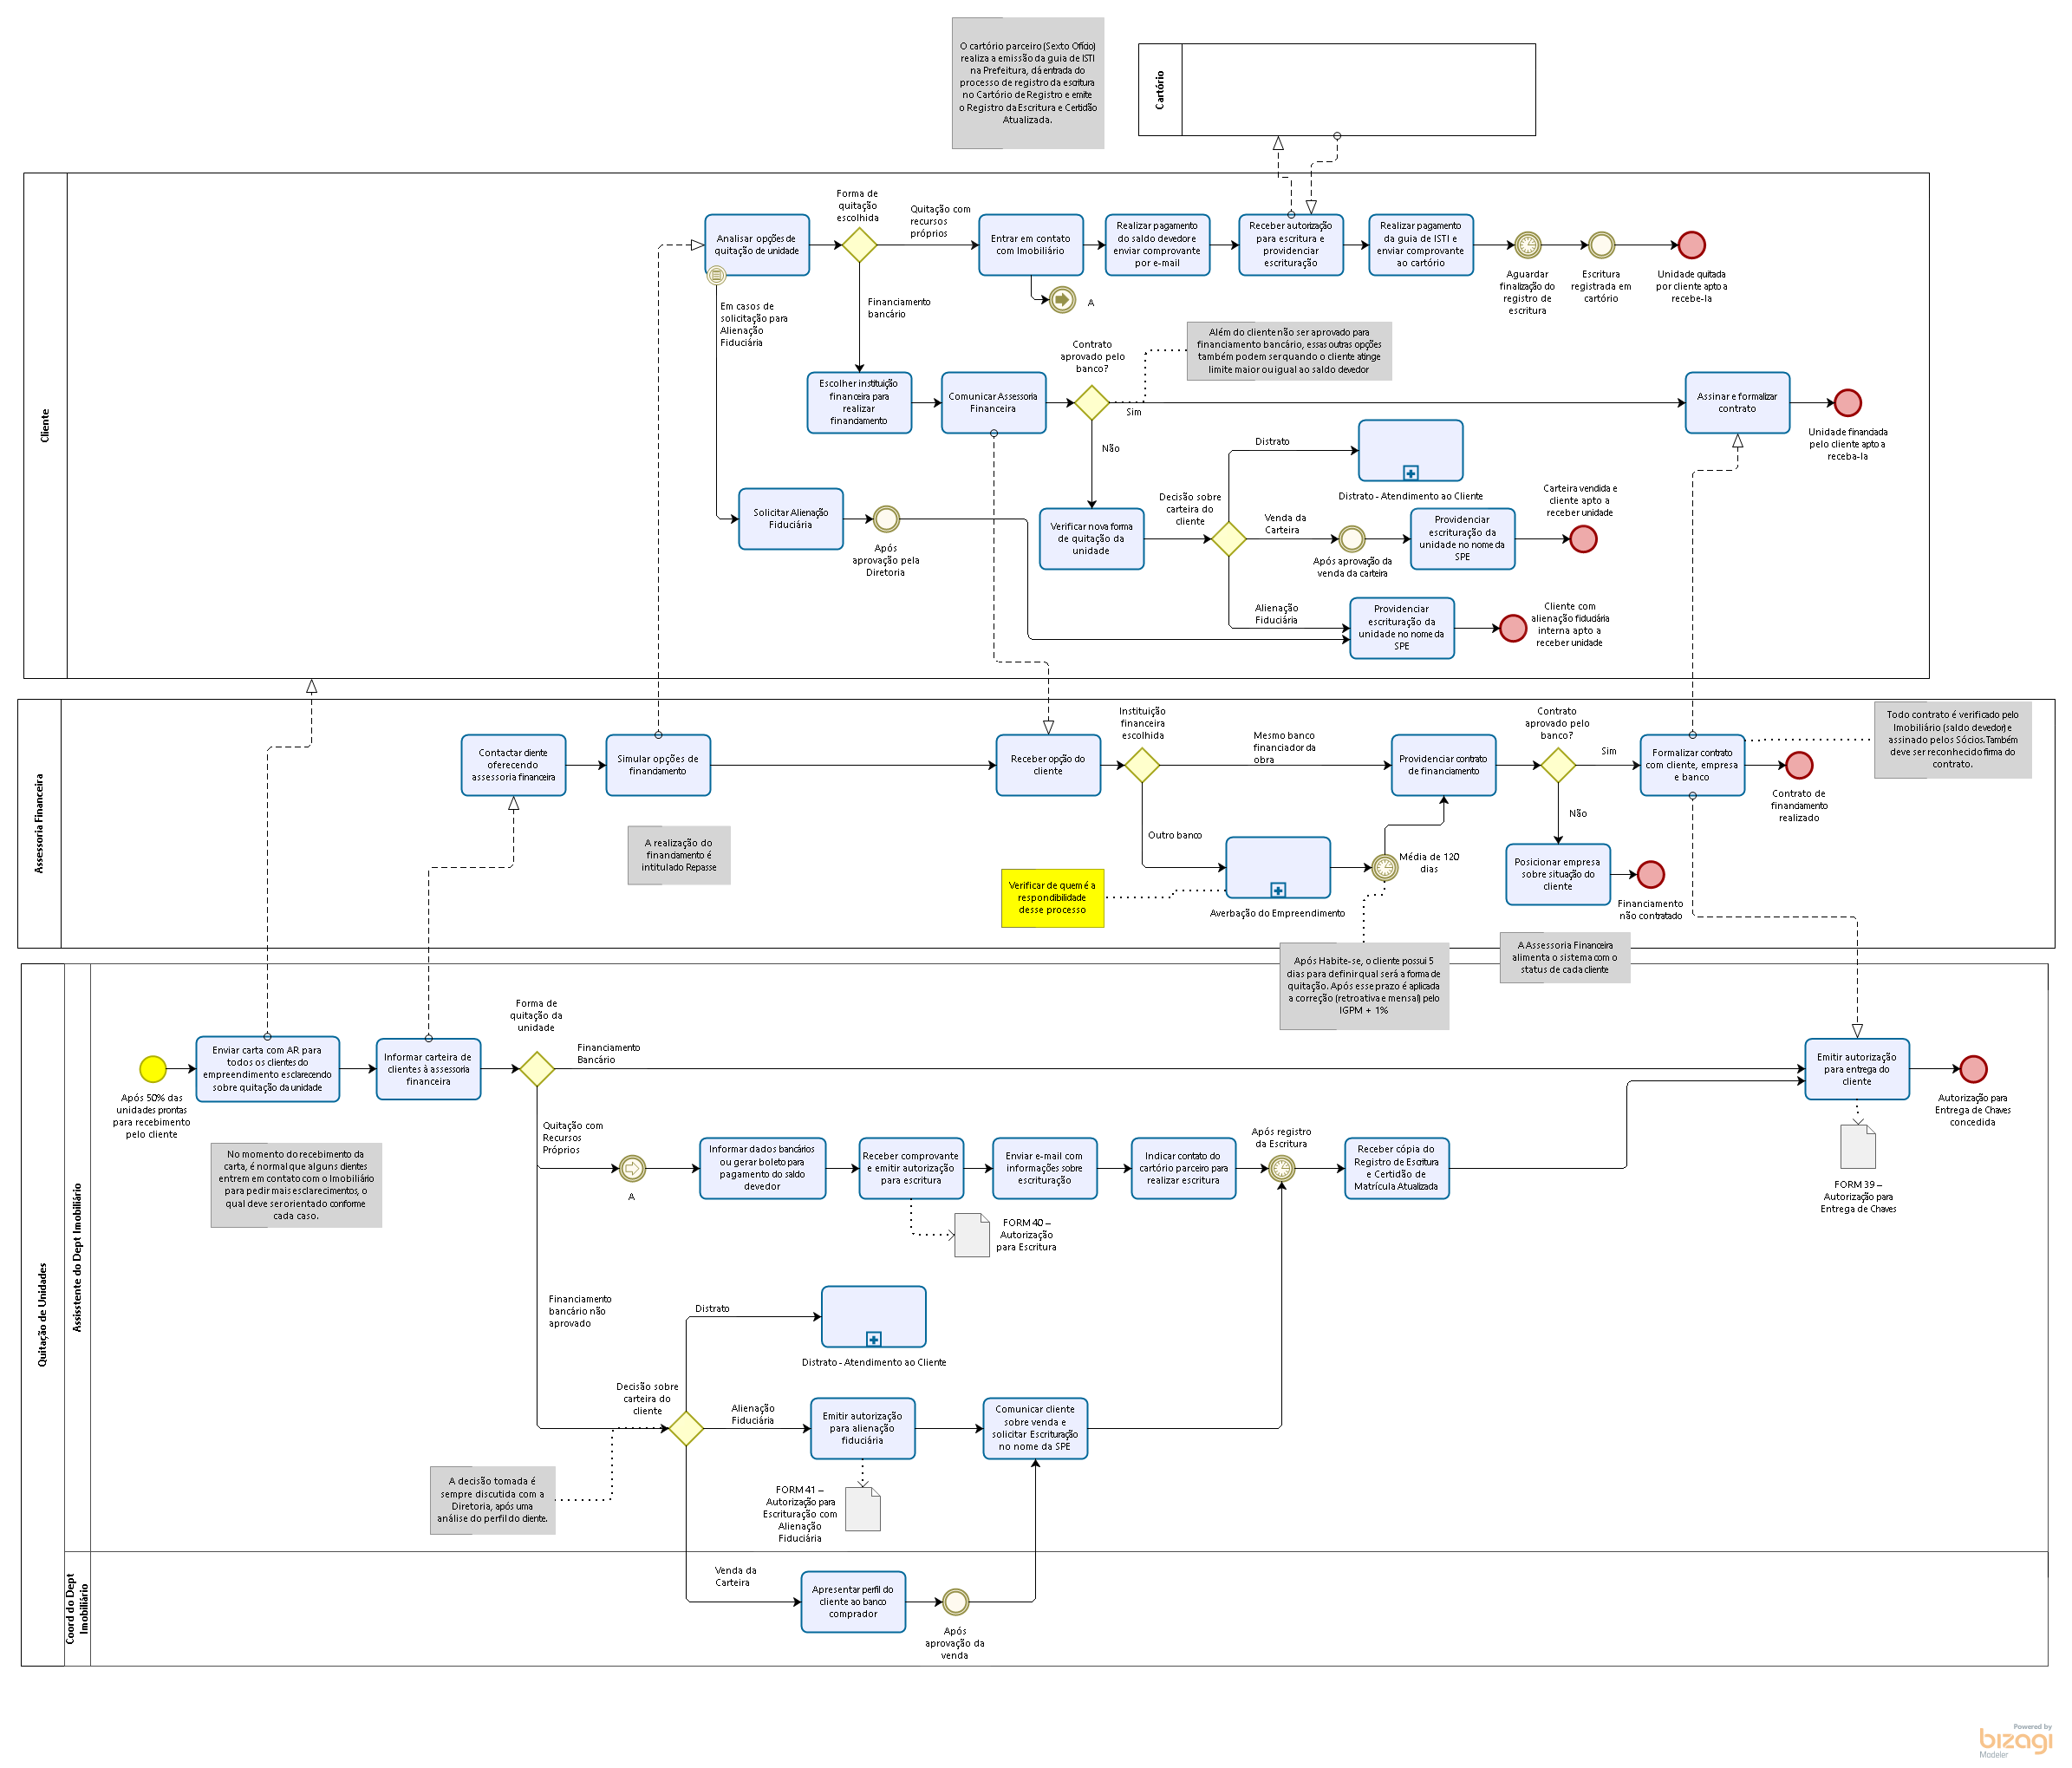 O cartório parceiro (Sexto Ofício)
realiza a emissão da guia de ISTI
na Prefeitura, dá entrada do
processo de registro da escritura
no Cartório de Registro e emite
o Registro da Escritura e Certidão
Atualizada.
Cartório
Cliente
Analisar opções de
quitação de unidade
Forma de
quitação
escolhida
Quitação com
recursos
próprios
Entrar em contato
com Imobiliário
A
Realizar pagamento
do saldo devedor e
enviar comprovante
por e-mail
Receber autorização
para escritura e
providenciar
escrituração
Realizar pagamento
da guia de ISTI e
enviar comprovante
ao cartório
Aguardar
finalização do
registro de
escritura
Escritura
registrada em
cartório
Unidade quitada
por cliente apto a
recebe-la
Em casos de
solicitação para
Alienação
Fiduciária
Financiamento
bancário
Além do cliente não ser aprovado para
financiamento bancário, essas outras opções
também podem ser quando o cliente atinge
limite maior ou igual ao saldo devedor
Escolher instituição
financeira para
realizar
financiamento
Comunicar Assessoria
Financeira
Contrato
aprovado pelo
banco?
Sim
Não
Assinar e formalizar
contrato
Unidade financiada
pelo cliente apto a
receba-la
Solicitar Alienação
Fiduciária
Após
aprovação pela
Diretoria
Verificar nova forma
de quitação da
unidade
Decisão sobre
carteira do
cliente
Distrato
Distrato - Atendimento ao Cliente
Venda da
Carteira
Após aprovação da
venda da carteira
Providenciar
escrituração da
unidade no nome da
SPE
Carteira vendida e
cliente apto a
receber unidade
Alienação
Fiduciária
Providenciar
escrituração da
unidade no nome da
SPE
Cliente com
alienação fiduciária
interna apto a
receber unidade
Assessoria Financeira
Contactar cliente
oferecendo
assessoria financeira
Simular opções de
financiamento
A realização do
financiamento é
intitulado Repasse
Receber opção do
cliente
Instituição
financeira
escolhida
Mesmo banco
financiador da
obra
Outro banco
Verificar de quem é a
respondibilidade
desse processo
Averbação do Empreendimento
Média de 120
dias
Providenciar contrato
de financiamento
Contrato
aprovado pelo
banco?
Sim
Não
Formalizar contrato
com cliente, empresa
e banco
Todo contrato é verificado pelo
Imobiliário (saldo devedor) e
assinado pelos Sócios. Também
deve ser reconhecido firma do
contrato.
Contrato de
financiamento
realizado
Posicionar empresa
sobre situação do
cliente
Financiamento
não contratado
A Assessoria Financeira
alimenta o sistema com o
status de cada cliente
Após Habite-se, o cliente possui 5
dias para definir qual será a forma de
quitação. Após esse prazo é aplicada
a correção (retroativa e mensal) pelo
IGPM + 1%
Quitação de Unidades
Assisstente do Dept Imobiliário
Após 50% das
unidades prontas
para recebimento
pelo cliente
Enviar carta com AR para
todos os clientes do
empreendimento esclarecendo
sobre quitação da unidade
No momento do recebimento da
carta, é normal que alguns clientes
entrem em contato com o Imobiliário
para pedir mais esclarecimentos, o
qual deve ser orientado conforme
cada caso.
Informar carteira de
clientes à assessoria
financeira
Forma de
quitação da
unidade
Financiamento
Bancário
Quitação com
Recursos
Próprios
A
Informar dados bancários
ou gerar boleto para
pagamento do saldo
devedor
Receber comprovante
e emitir autorização
para escritura
FORM 40 –
Autorização
para Escritura
Enviar e-mail com
informações sobre
escrituração
Indicar contato do
cartório parceiro para
realizar escritura
Após registro
da Escritura
Receber cópia do
Registro de Escritura
e Certidão de
Matrícula Atualizada
Emitir autorização
para entrega do
cliente
FORM 39 –
Autorização para
Entrega de Chaves
Autorização para
Entrega de Chaves
concedida
Financiamento
bancário não
aprovado
Decisão sobre
carteira do
cliente
A decisão tomada é
sempre discutida com a
Diretoria, após uma
análise do perfil do cliente.
Distrato
Distrato - Atendimento ao Cliente
Alienação
Fiduciária
Emitir autorização
para alienação
fiduciária
FORM 41 –
Autorização para
Escrituração com
Alienação
Fiduciária
Comunicar cliente
sobre venda e
solicitar Escrituração
no nome da SPE
Coord do Dept
Imobiliário
Venda da
Carteira
Apresentar perfil do
cliente ao banco
comprador
Após
aprovação da
venda
Powered by
bizagi
Modeler